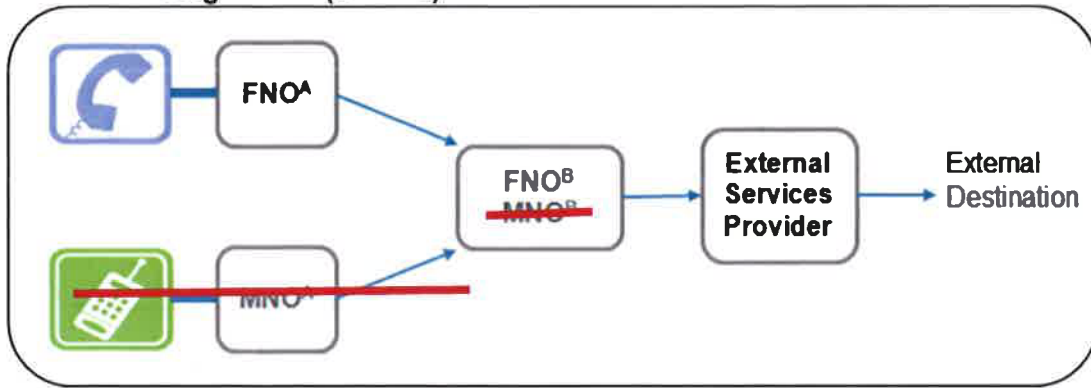 FNOᴬ
FNOᴮ
MNOᴮ
External
Services
Provider
External
Destination
MNOᴬ